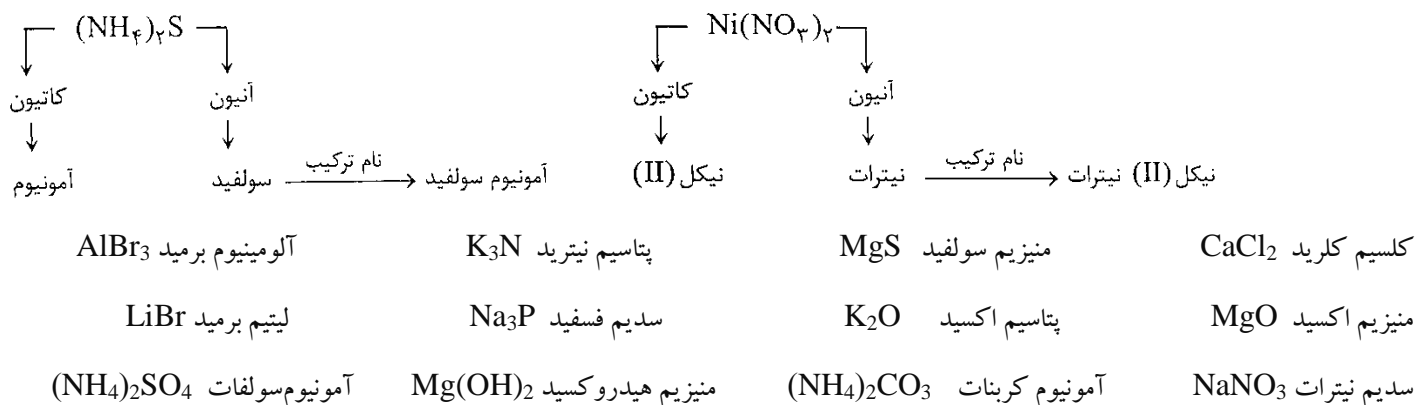 (NH۴)۲S Ni(NO۳)۲
کاتیون آنیون کاتیون آنیون
آمونیوم سولفید نام ترکیب آمونیوم سولفید نیکل (II) نیترات نام ترکیب نیکل (II) نیترات
کلسیم کلرید CaCl2 منیزیم سولفید MgS پتاسیم نیترید K3N آلومینیوم برمید AlBr3
منیزیم اکسید MgO پتاسیم اکسید K2O سدیم فسفید Na3P لیتیم برمید LiBr
سدیم نیترات NaNO3 آمونیوم کربنات (NH4)2CO3 منیزیم هیدروکسید Mg(OH)2 آمونیوم‌سولفات (NH4)2SO4